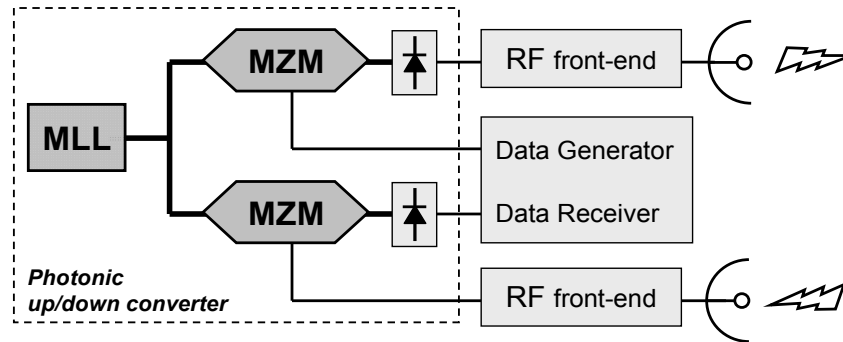 MZM
RF front-end
MLL
Data Generator
MZM
Data Receiver
Photonic
up/down converter
RF front-end